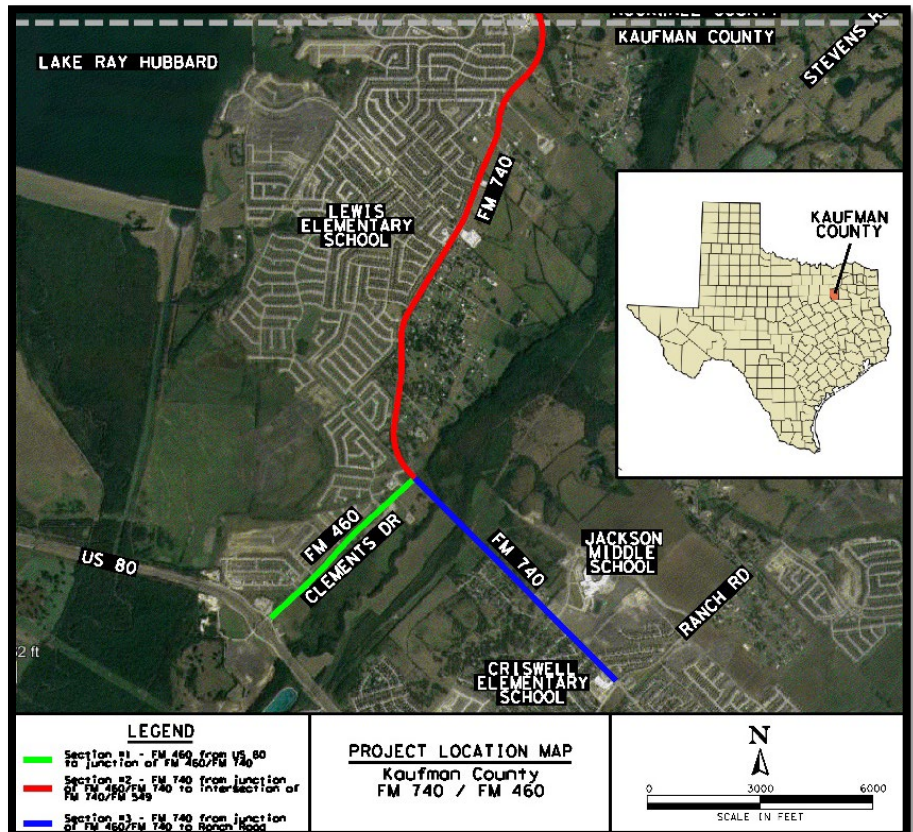 ROCKWALL COUNTY
KAUFMAN COUNTY
STEVENS
LAKE RAY HUBBARD
FM 740
LEWIS
ELEMENTARY
SCHOOL
KAUFMAN
COUNTY
US 80
FM 460
CLEMENTS DR
FM 740
JACKSON
MIDDLE
SCHOOL
RANCH RD
CRISWELL
ELEMENTARY
SCHOOL
52 ft
LEGEND
Section #1 - FM 460 from US 80
to junction of FM 460/FM 740
Section #2 - FM 740 from junction
of FM 460/FM 740 to intersection of
FM 740/FM 549
Section #3 - FM 740 from junction
of FM 460/FM 740 to Ranch Road
PROJECT LOCATION MAP
Kaufman County
FM 740 / FM 460
N
0 3000 6000
SCALE IN FEET